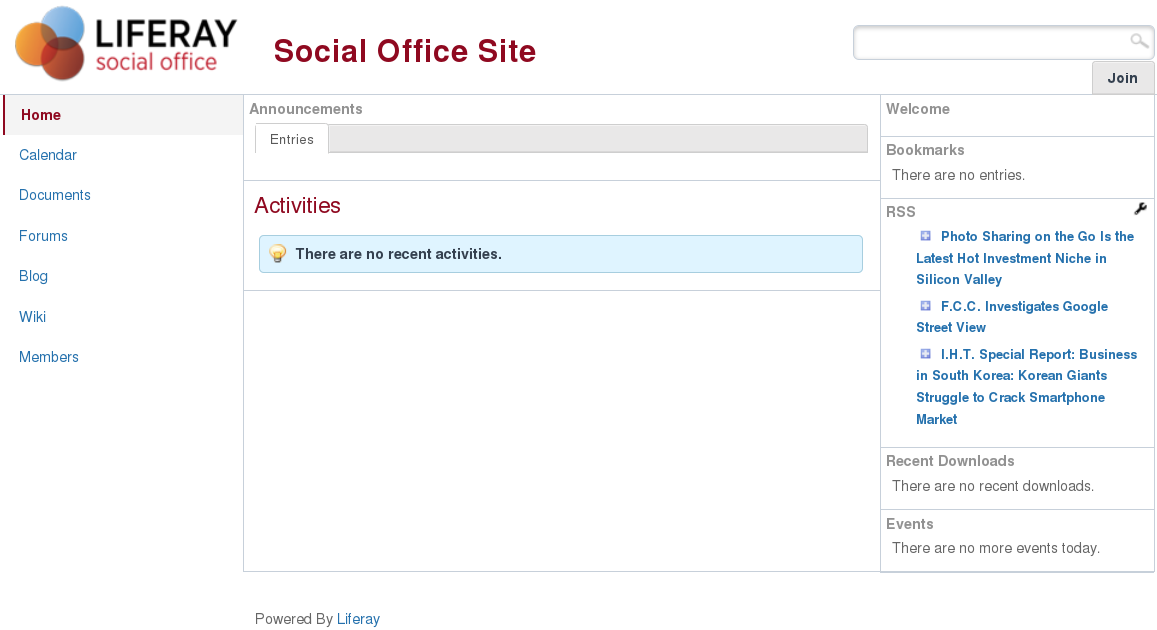 LIFERAY
social office
Social Office Site
Join
Home
Calendar
Documents
Forums
Blog
Wiki
Members
Announcements
Entries
Activities
There are no recent activities.
Welcome
Bookmarks
There are no entries.
RSS
Photo Sharing on the Go Is the
Latest Hot Investment Niche in
Silicon Valley
F.C.C. Investigates Google
Street View
I.H.T. Special Report: Business
in South Korea: Korean Giants
Struggle to Crack Smartphone
Market
Recent Downloads
There are no recent downloads.
Events
There are no more events today.
Powered By Liferay